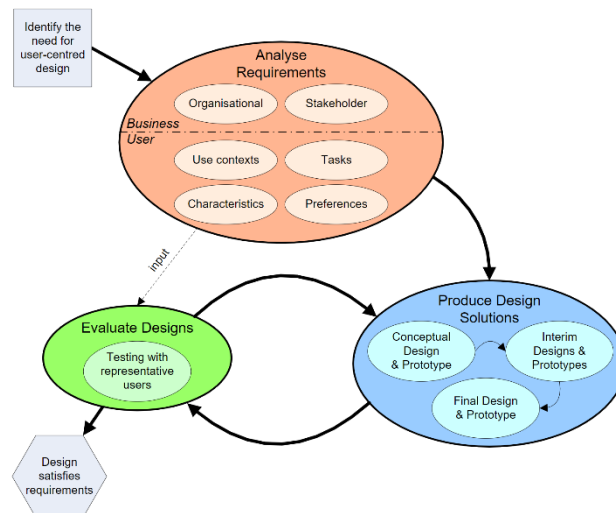 Identify the
need for
user-centred
design
Analyse
Requirements
Organisational
Stakeholder
Business
User
Use contexts
Tasks
Characteristics
Preferences
input
Evaluate Designs
Testing with
representative
users
Produce Design
Solutions
Conceptual
Design
& Prototype
Interim
Designs &
Prototypes
Final Design
& Prototype
Design
satisfies
requirements